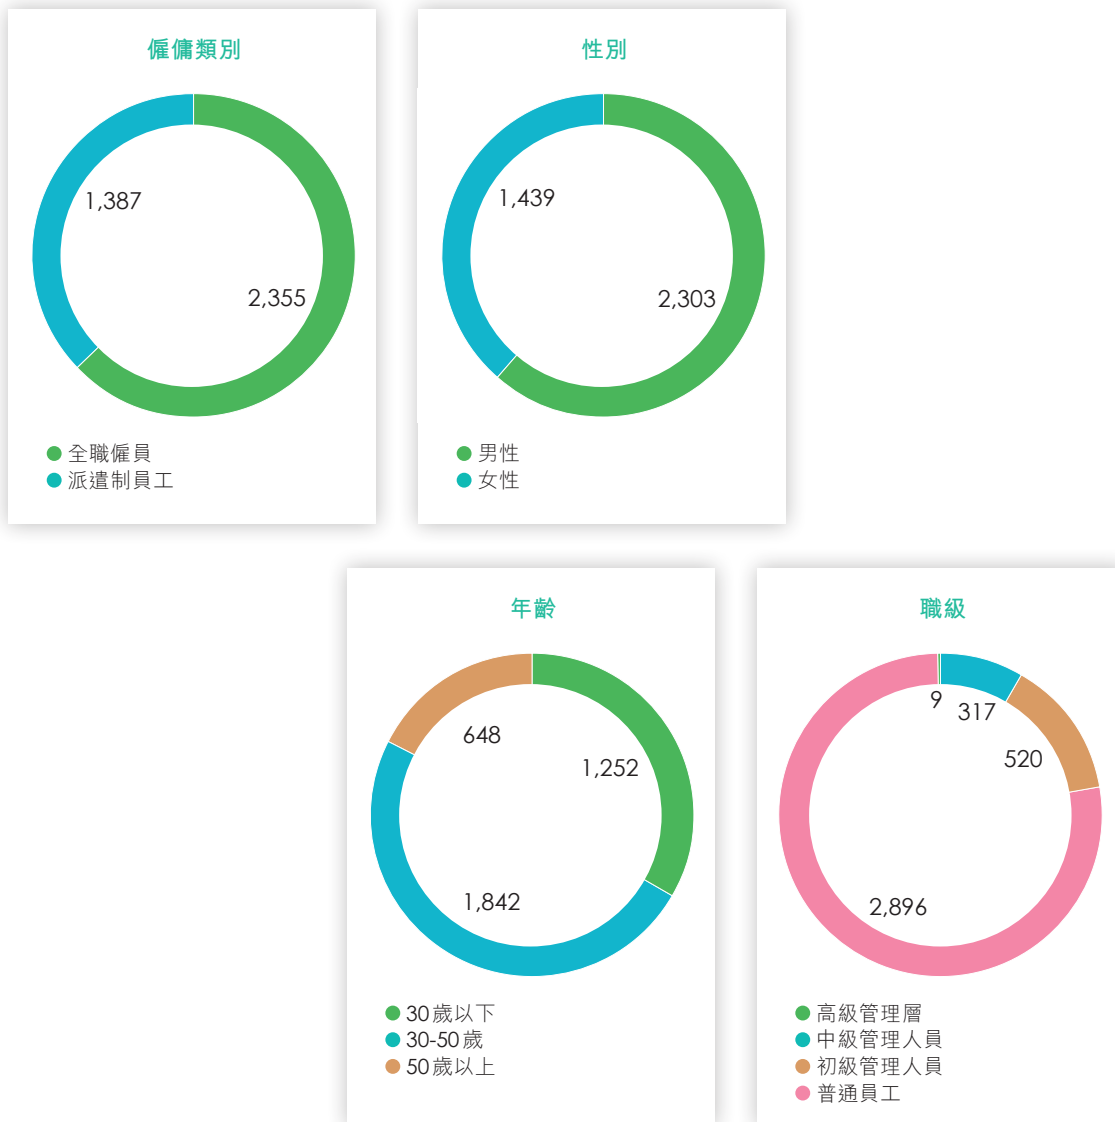 僱傭類別
1,387
2,355
全職僱員
派遣制員工
性別
1,439
2,303
男性
女性
年齡
648
1,252
1,842
30歲以下
30-50歲
50歲以上
職級
9
317
520
2,896
高級管理層
中級管理人員
初級管理人員
普通員工